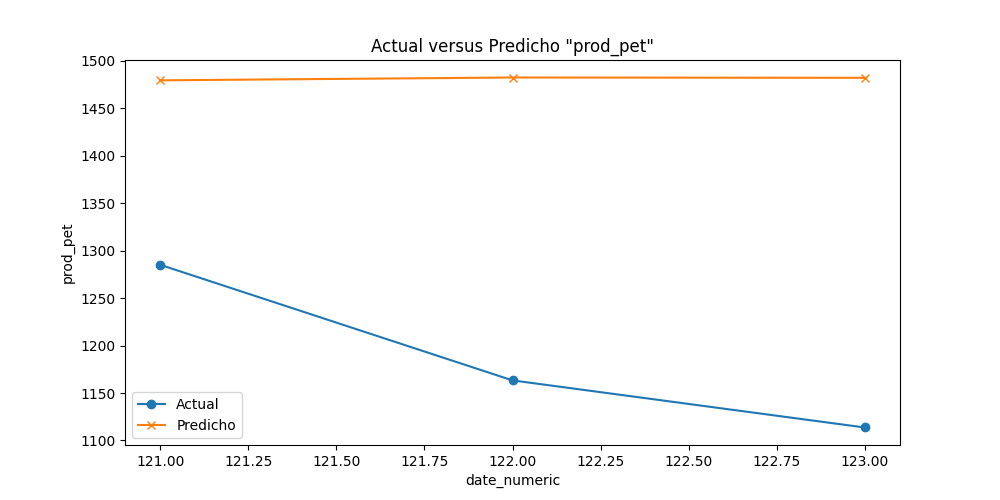 Actual versus Predicho "prod_pet"
1500
1450
1400
1350
1300
1250
1200
1150
1100
prod_pet
Actual
Predicho
121.00 121.25 121.50 121.75 122.00 122.25 122.50 122.75 123.00
date_numeric